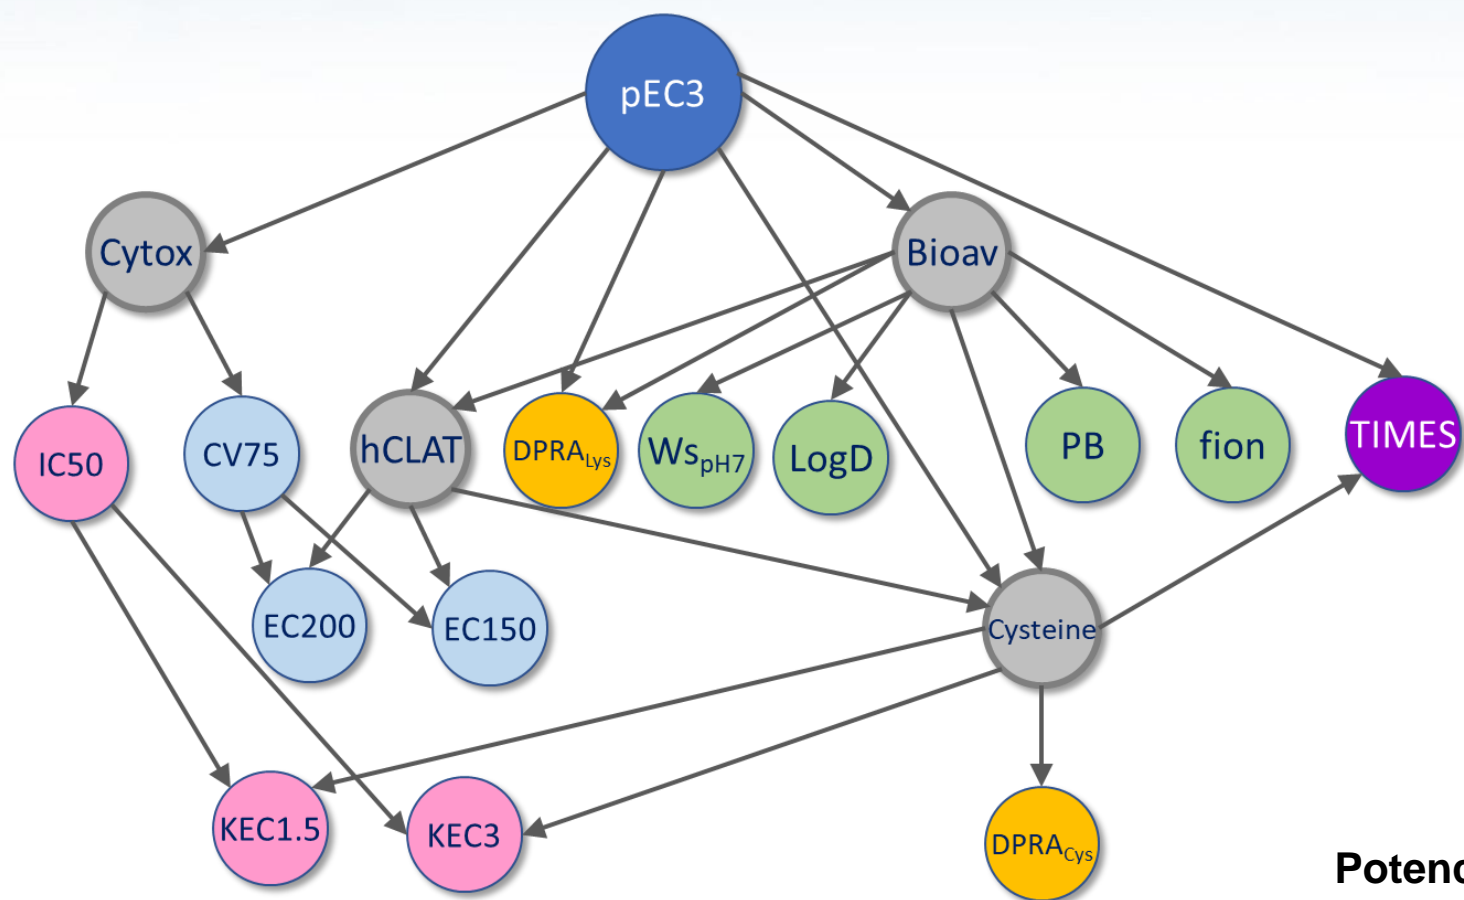 pEC3
Cytox
Bioav
IC50
CV75
hCLAT
DPRALys
WspH7
LogD
PB
fion
TIMES
EC200
EC150
Cysteine
KEC1.5
KEC3
DPRACys